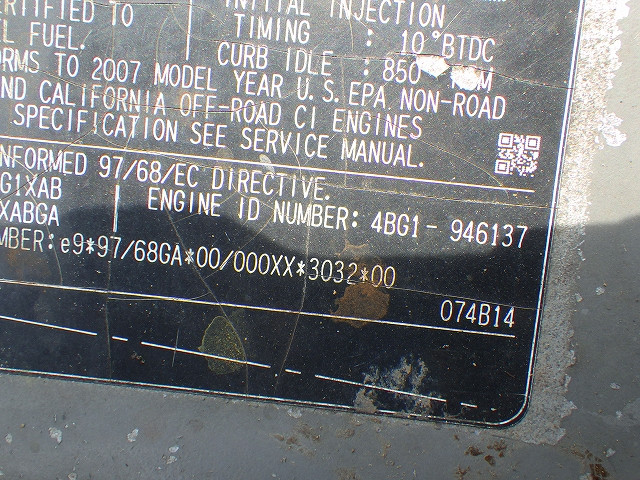 RTIFIED TO
INITIAL INJECTION
TIMING : 10°BTDC
L FUEL.
CURB IDLE : 850 RPM
ORMS TO 2007 MODEL YEAR U.S.EPA NON-ROAD
ND CALIFORNIA OFF-ROAD CI ENGINES
SPECIFICATION SEE SERVICE MANUAL.
NFORMED 97/68/EC DIRECTIVE.
G1XAB
ENGINE ID NUMBER: 4BG1- 946137
XABGA
MBER:e9*97/68GA*00/000XX*3032*00
074B14